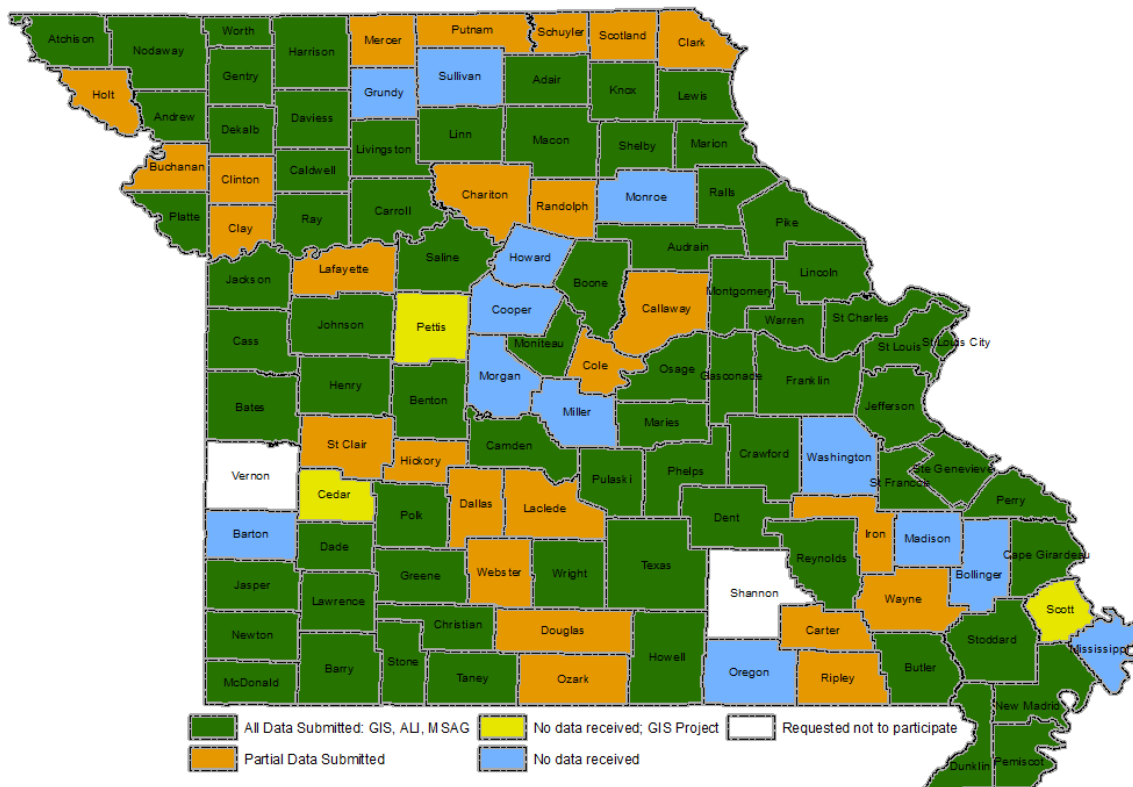 Atchison
Nodaway
Worth
Harrison
Mercer
Putnam
Schuyler
Scotland
Clark
Gentry
Sullivan
Adair
Knox
Lewis
Holt
Grundy
Andrew
Dekalb
Daviess
Livingston
Linn
Macon
Shelby
Marion
Buchanan
Clinton
Caldwell
Chariton
Randolph
Monroe
Ralls
Platte
Clay
Ray
Carroll
Pike
Audrain
Jackson
Lafayette
Saline
Howard
Boone
Lincoln
Callaway
Montgomery
Cooper
Johnson
Pettis
Warren
St Charles
Cass
Moniteau
St Louis
St Louis City
Cole
Osage
Gasconade
Franklin
Morgan
Henry
Benton
Bates
Miller
Maries
Jefferson
St Clair
Hickory
Camden
Crawford
Washington
Vernon
Cedar
Pulaski
Phelps
St Francois
Ste Genevieve
Perry
Dallas
Laclede
Polk
Dent
Barton
Dade
Iron
Madison
Cape Girardeau
Reynolds
Bollinger
Jasper
Greene
Webster
Wright
Texas
Shannon
Lawrence
Wayne
Scott
Newton
Christian
Douglas
Carter
Stoddard
Mississippi
McDonald
Barry
Stone
Taney
Ozark
Howell
Oregon
Ripley
Butler
New Madrid
Dunklin
Pemiscot
All Data Submitted: GIS, ALI, MSAG
No data received; GIS Project
Requested not to participate
Partial Data Submitted
No data received